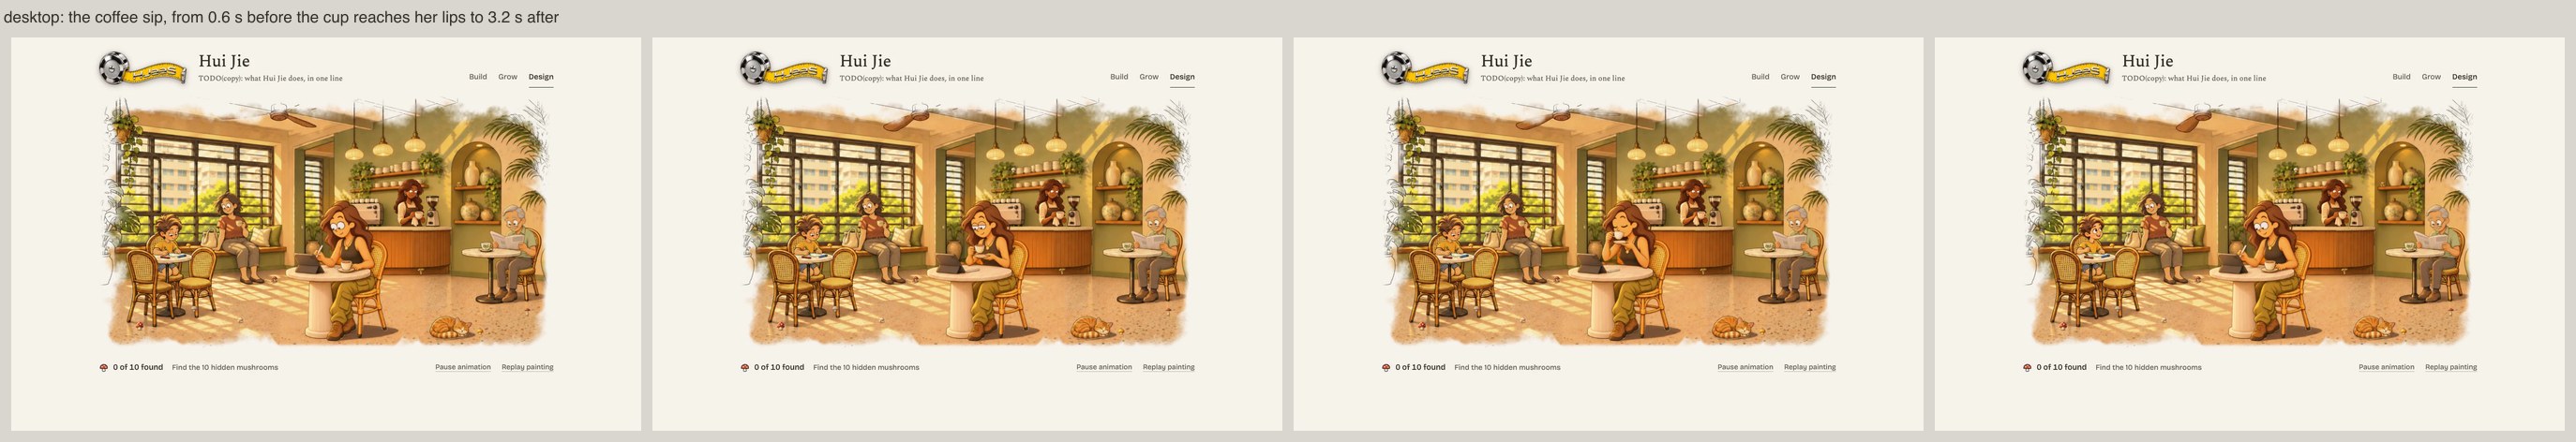 desktop: the coffee sip, from 0.6 s before the cup reaches her lips to 3.2 s after
Hui Jie
TODO(copy): what Hui Jie does, in one line
Build Grow Design
0 of 10 found Find the 10 hidden mushrooms
Pause animation Replay painting
Hui Jie
TODO(copy): what Hui Jie does, in one line
Build Grow Design
0 of 10 found Find the 10 hidden mushrooms
Pause animation Replay painting
Hui Jie
TODO(copy): what Hui Jie does, in one line
Build Grow Design
0 of 10 found Find the 10 hidden mushrooms
Pause animation Replay painting
Hui Jie
TODO(copy): what Hui Jie does, in one line
Build Grow Design
0 of 10 found Find the 10 hidden mushrooms
Pause animation Replay painting